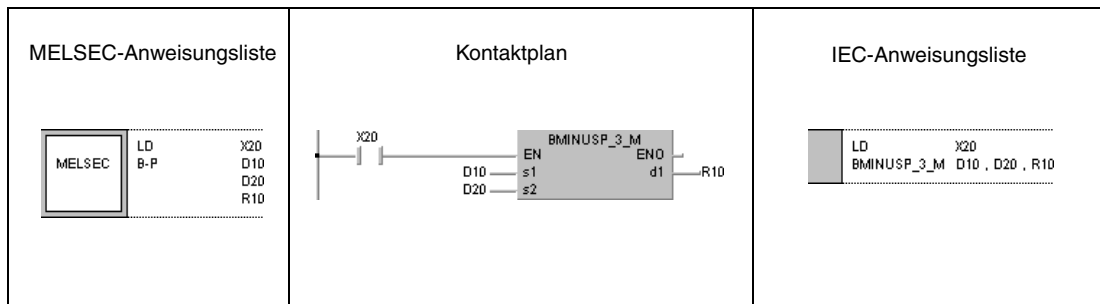 MELSEC-Anweisungsliste
MELSEC
LD X20
B-P D10
D20
R10
Kontaktplan
X20
BMINUSP_3_M
EN ENO
D10 s1 d1 R10
D20 s2
IEC-Anweisungsliste
LD X20
BMINUSP_3_M D10 , D20 , R10